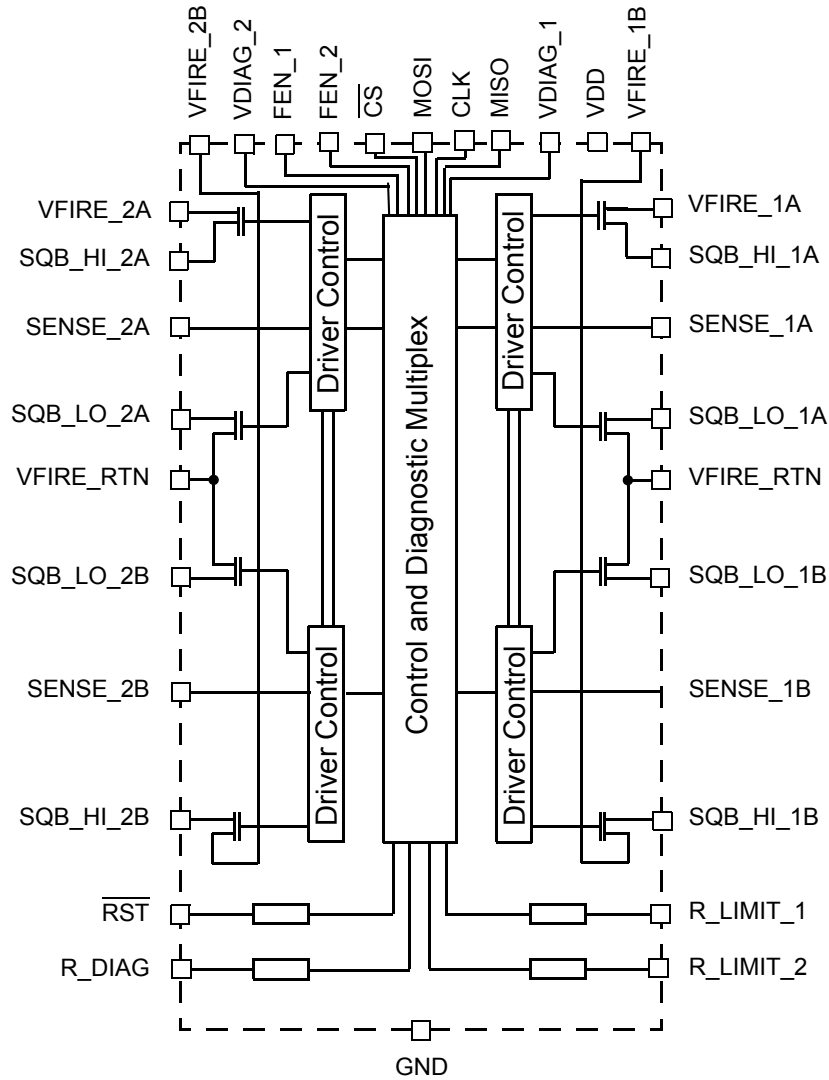 VFIRE_2B
VDIAG_2
FEN_1
FEN_2
CS
MOSI
CLK
MISO
VDIAG_1
VDD
VFIRE_1B
VFIRE_2A
SQB_HI_2A
SENSE_2A
SQB_LO_2A
VFIRE_RTN
SQB_LO_2B
SENSE_2B
SQB_HI_2B
RST
R_DIAG
Driver Control
Driver Control
Control and Diagnostic Multiplex
Driver Control
Driver Control
VFIRE_1A
SQB_HI_1A
SENSE_1A
SQB_LO_1A
VFIRE_RTN
SQB_LO_1B
SENSE_1B
SQB_HI_1B
R_LIMIT_1
R_LIMIT_2
GND